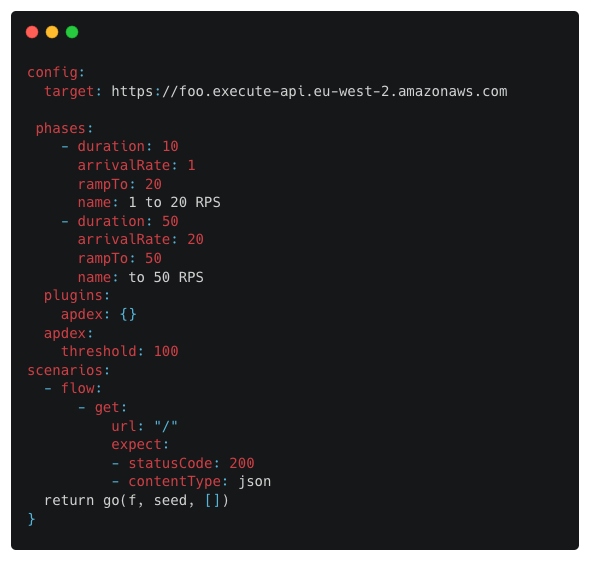 config:
  target: https://foo.execute-api.eu-west-2.amazonaws.com

 phases:
    - duration: 10
      arrivalRate: 1
      rampTo: 20
      name: 1 to 20 RPS
    - duration: 50
      arrivalRate: 20
      rampTo: 50
      name: to 50 RPS
  plugins:
    apdex: {}
  apdex:
    threshold: 100
scenarios:
  - flow:
      - get:
          url: "/"
          expect:
          - statusCode: 200
          - contentType: json
  return go(f, seed, [])
}